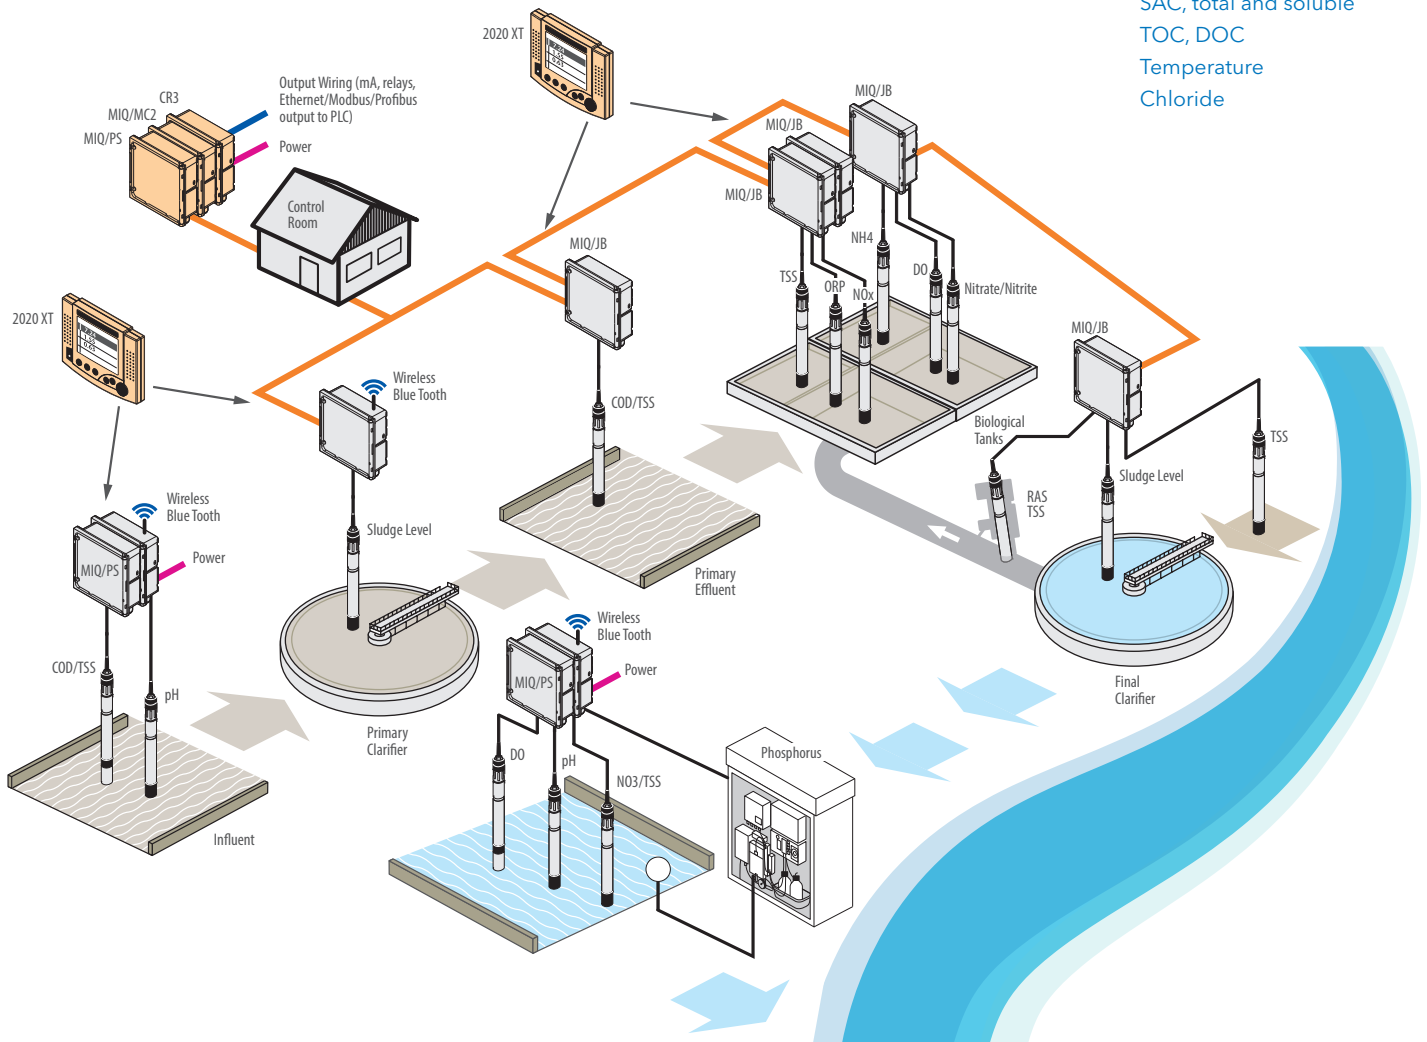 SAC, total and soluble
TOC, DOC
Temperature
Chloride
2020 XT
CR3
MIQ/MC2
MIQ/PS
Output Wiring (mA, relays,
Ethernet/Modbus/Profibus
output to PLC)
Power
Control
Room
MIQ/JB
MIQ/JB
MIQ/JB
MIQ/JB
NH4
DO
TSS
ORP
NOx
Nitrate/Nitrite
2020 XT
MIQ/JB
Wireless
Blue Tooth
COD/TSS
Biological
Tanks
TSS
Sludge Level
RAS
TSS
Wireless
Blue Tooth
Sludge Level
MIQ/PS
Power
Primary
Effluent
Wireless
Blue Tooth
MIQ/PS
Power
COD/TSS
pH
Final
Clarifier
Primary
Clarifier
DO
pH
NO3/TSS
Phosphorus
Influent